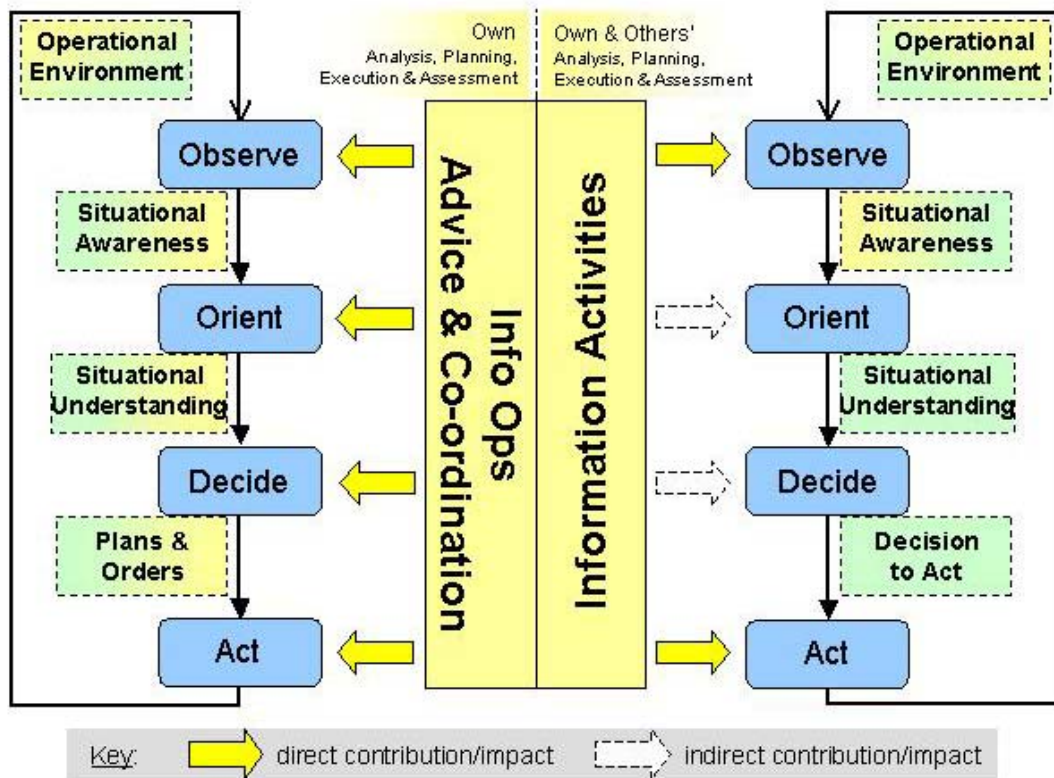 Operational
Environment
Own
Analysis, Planning,
Execution & Assessment
Own & Others'
Analysis, Planning,
Execution & Assessment
Operational
Environment
Observe
Situational
Awareness
Orient
Situational
Understanding
Decide
Plans &
Orders
Act
Info Ops
Advice & Co-ordination
Information Activities
Observe
Situational
Awareness
Orient
Situational
Understanding
Decide
Decision
to Act
Act
Key:
direct contribution/impact
indirect contribution/impact